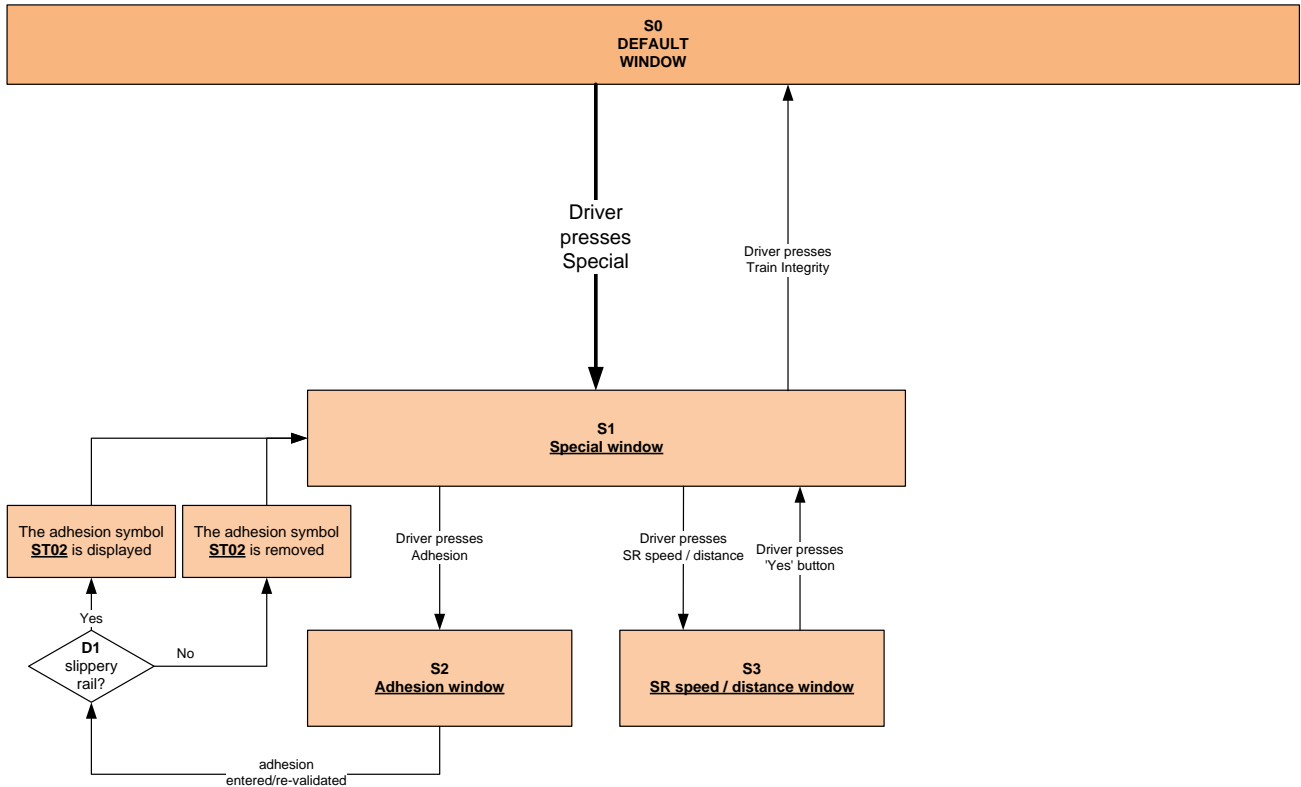 S0
DEFAULT
WINDOW
Driver
presses
Special
Driver presses
Train Integrity
S1
Special window
The adhesion symbol
ST02 is displayed
The adhesion symbol
ST02 is removed
Driver presses
Adhesion
Driver presses
SR speed / distance
Driver presses
'Yes' button
Yes
D1
slippery
rail?
No
S2
Adhesion window
S3
SR speed / distance window
adhesion
entered/re-validated